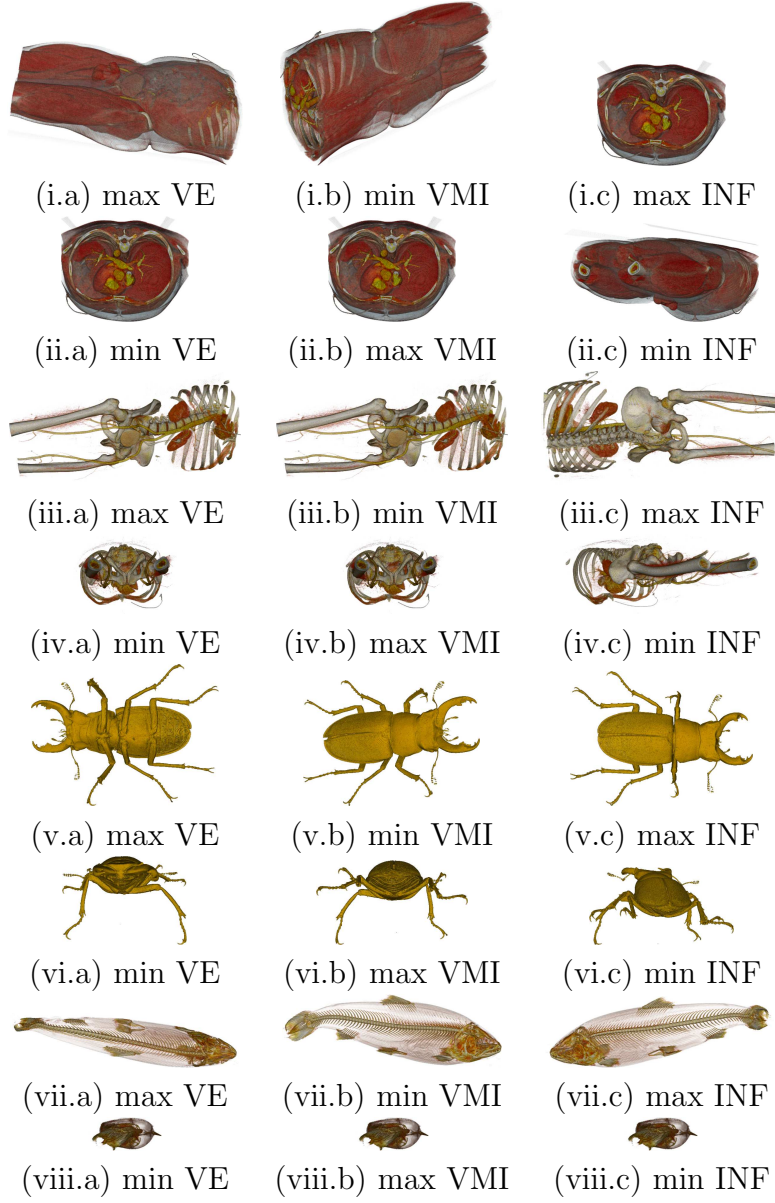 (i.a) max VE (i.b) min VMI (i.c) max INF
(ii.a) min VE (ii.b) max VMI (ii.c) min INF
(iii.a) max VE (iii.b) min VMI (iii.c) max INF
(iv.a) min VE (iv.b) max VMI (iv.c) min INF
(v.a) max VE (v.b) min VMI (v.c) max INF
(vi.a) min VE (vi.b) max VMI (vi.c) min INF
(vii.a) max VE (vii.b) min VMI (vii.c) max INF
(viii.a) min VE (viii.b) max VMI (viii.c) min INF